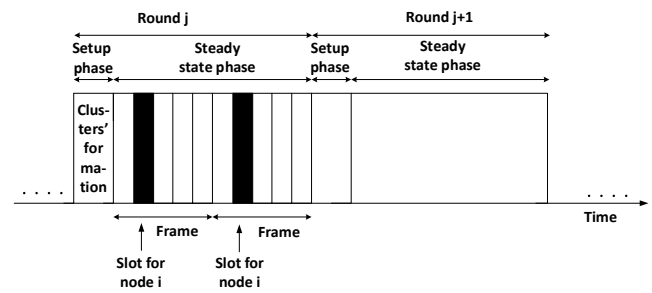 Round j
Round j+1
Setup
phase
Steady
state phase
Setup
phase
Steady
state phase
Clus-
ters'
for
ma-
tion
. . . .
. . . .
Time
Frame
Frame
Slot for
node i
Slot for
node i